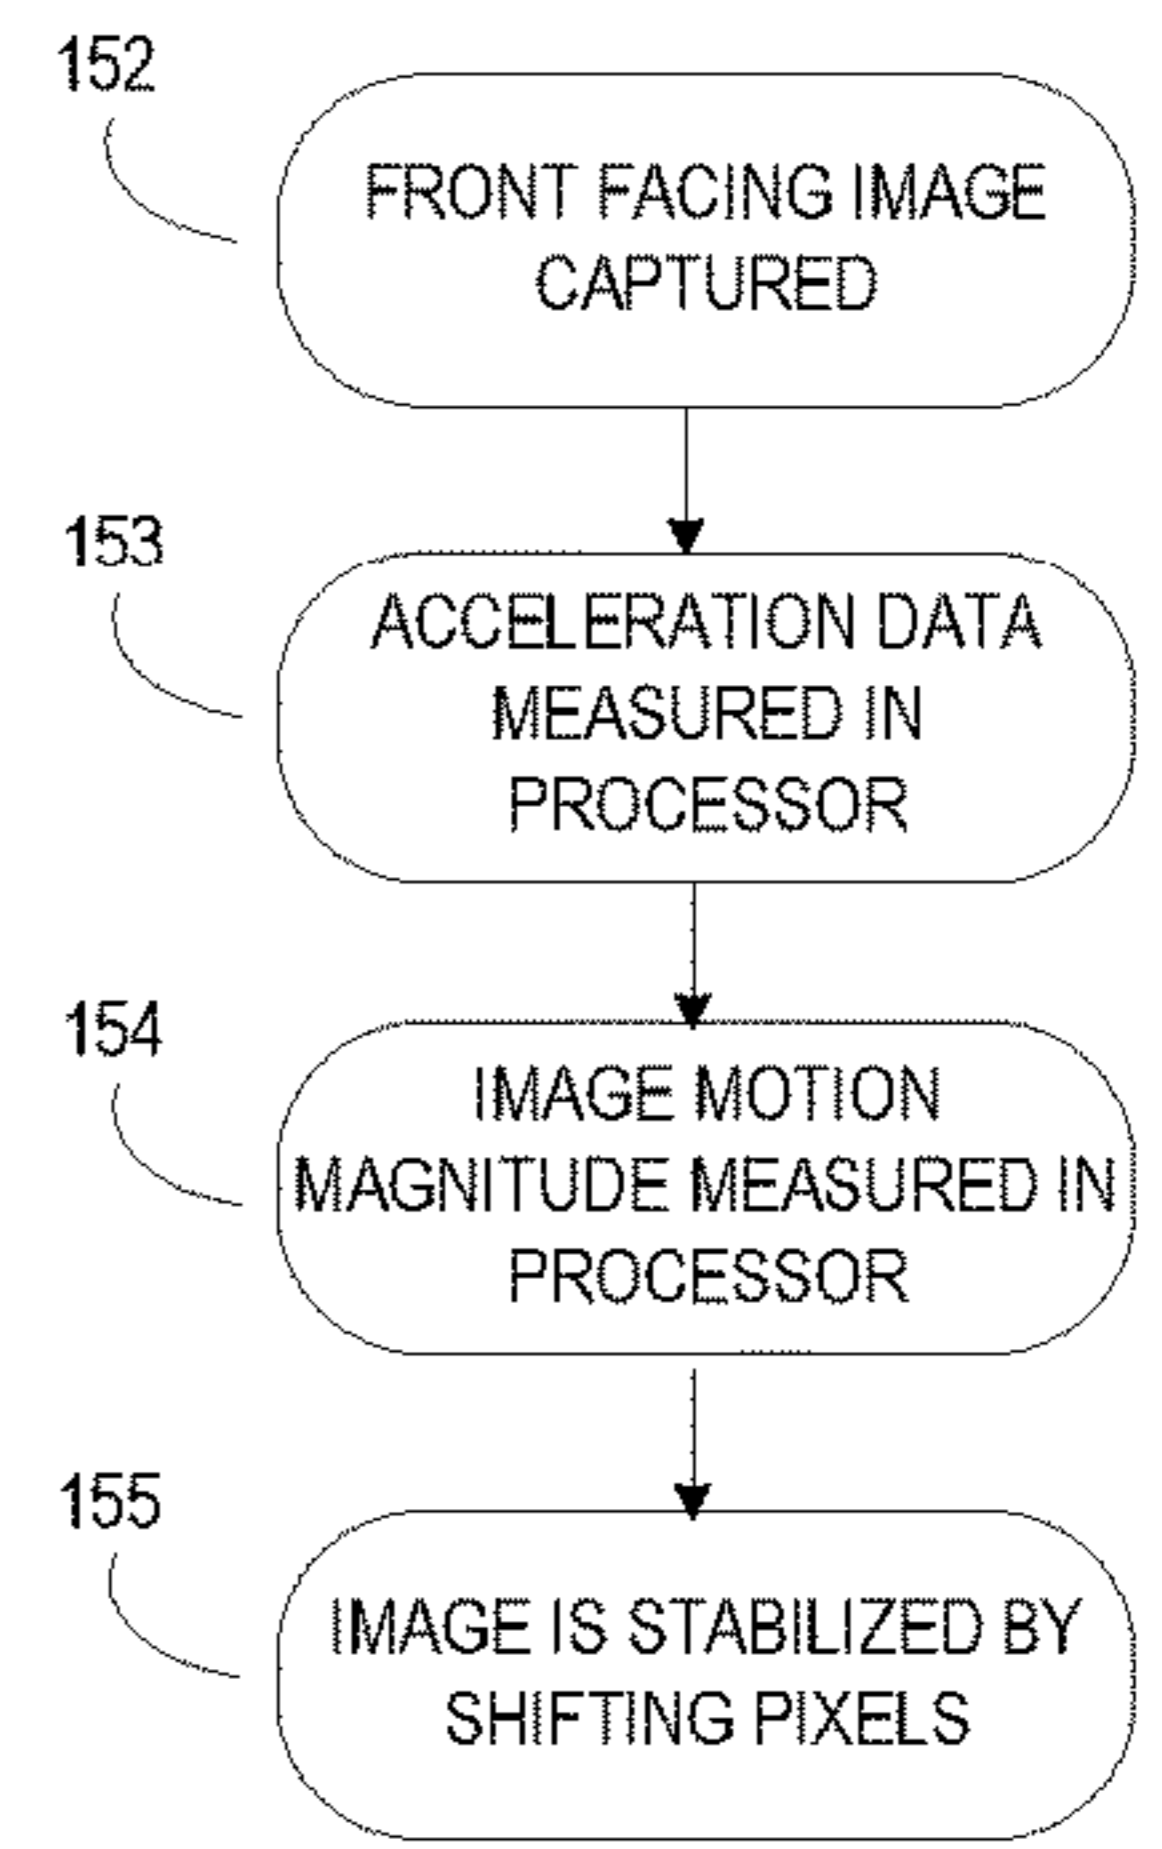 152
FRONT FACING IMAGE
CAPTURED
153
ACCELERATION DATA
MEASURED IN
PROCESSOR
154
IMAGE MOTION
MAGNITUDE MEASURED IN
PROCESSOR
155
IMAGE IS STABILIZED BY
SHIFTING PIXELS